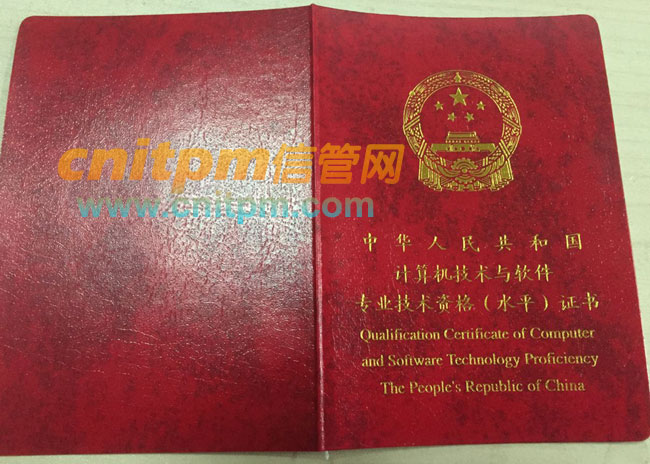 cnitpm信管网
www.cnitpm.com
中华人民共和国
计算机技术与软件
专业技术资格（水平）证书
Qualification Certificate of Computer
and Software Technology Proficiency
The People's Republic of China